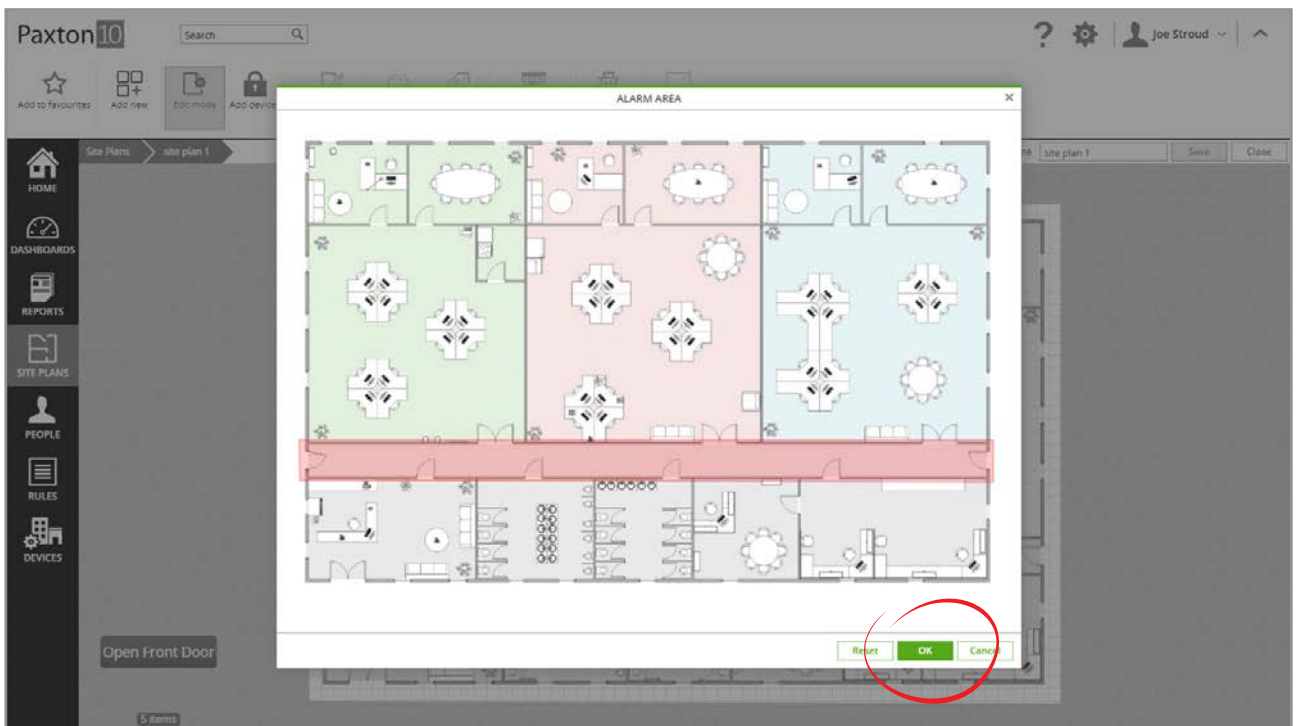 Paxton10
Search
Joe Stroud
Add to favourites
Add new
Edit mode
Add device
ALARM AREA
Site Plans
site plan 1
site plan 1
Save
Close
HOME
DASHBOARDS
REPORTS
SITE PLANS
PEOPLE
RULES
DEVICES
Open Front Door
Reset
OK
Cancel
5 items